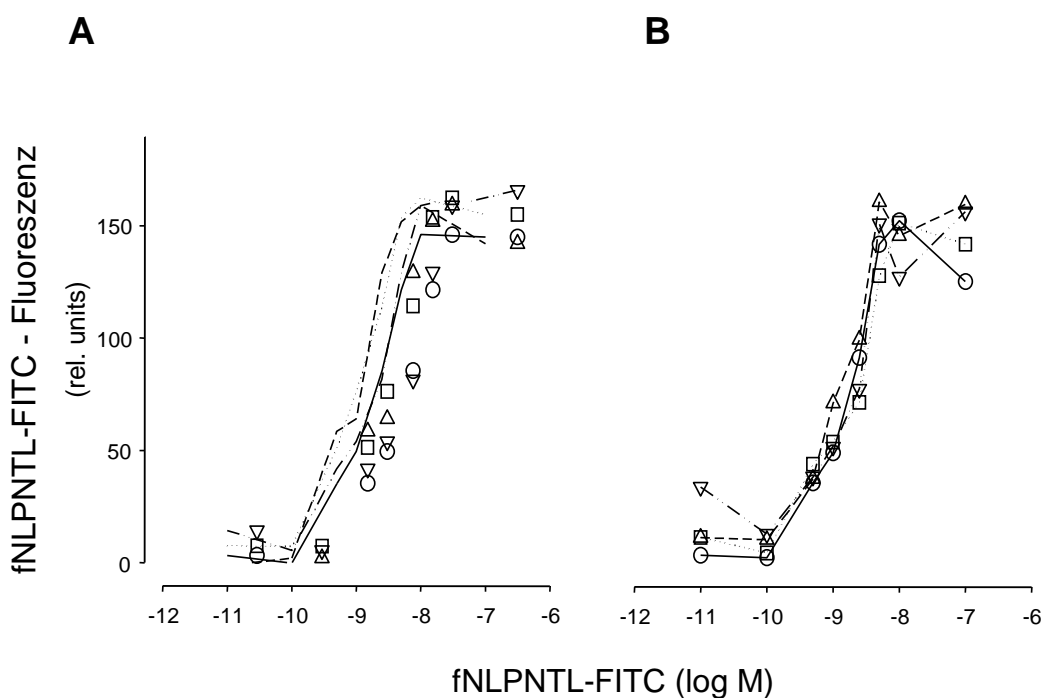 A B
fNLPNTL-FITC - Fluoreszenz
(rel. units)
150
100
50
0
-12 -11 -10 -9 -8 -7 -6
-12 -11 -10 -9 -8 -7 -6
fNLPNTL-FITC (log M)